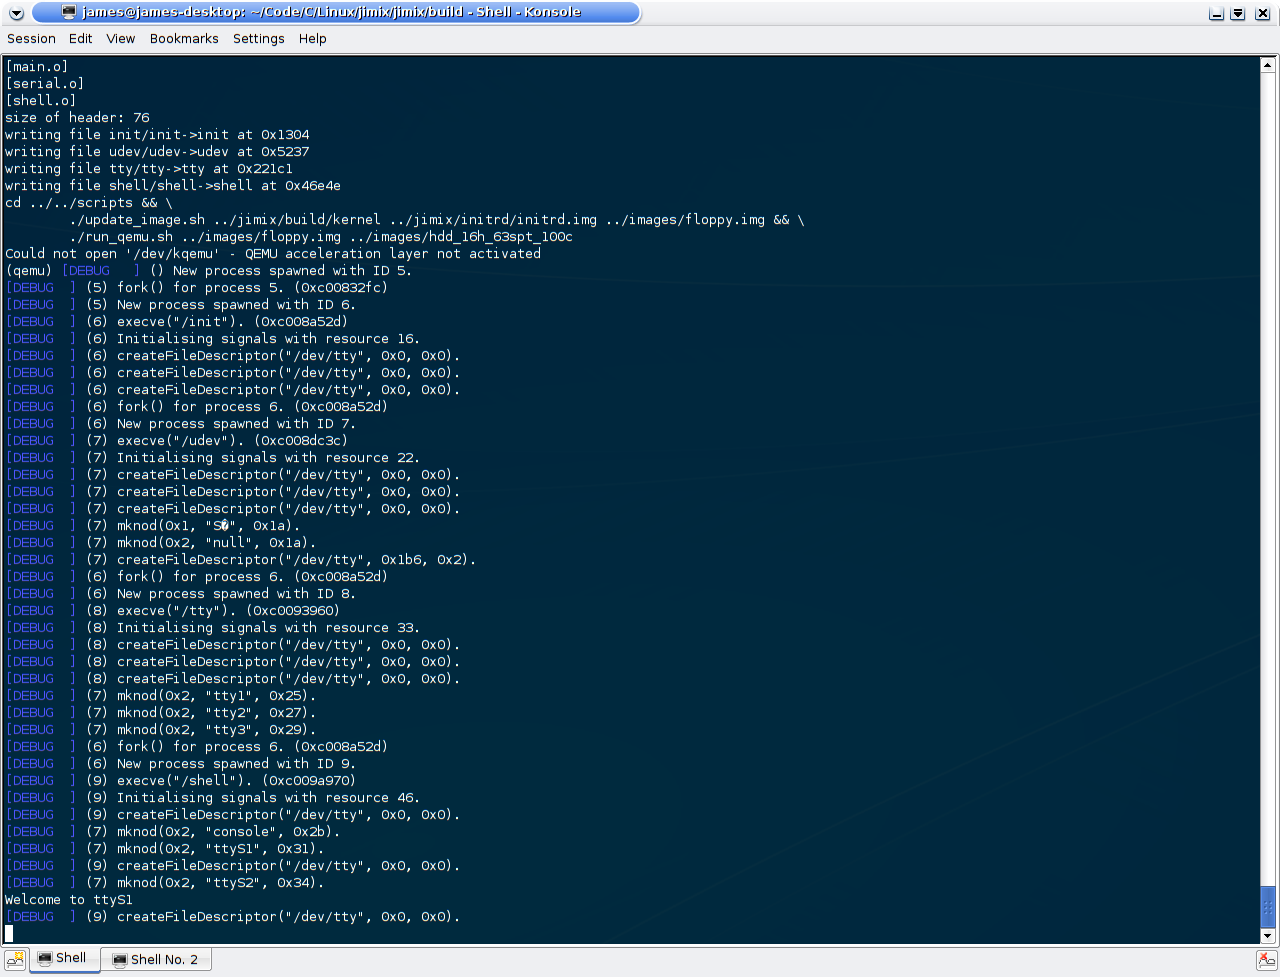 james@james-desktop: ~/Code/C/Linux/jimix/jimix/build - Shell - Konsole
Session Edit View Bookmarks Settings Help
[main.o]
[serial.o]
[shell.o]
size of header: 76
writing file init/init->init at 0x1304
writing file udev/udev->udev at 0x5237
writing file tty/tty->tty at 0x221c1
writing file shell/shell->shell at 0x46e4e
cd ../../scripts && \
        ./update_image.sh ../jimix/build/kernel ../jimix/initrd/initrd.img ../images/floppy.img && \
        ./run_qemu.sh ../images/floppy.img ../images/hdd_16h_63spt_100c
Could not open '/dev/kqemu' - QEMU acceleration layer not activated
(qemu) [DEBUG   ] () New process spawned with ID 5.
[DEBUG  ] (5) fork() for process 5. (0xc00832fc)
[DEBUG  ] (5) New process spawned with ID 6.
[DEBUG  ] (6) execve("/init"). (0xc008a52d)
[DEBUG  ] (6) Initialising signals with resource 16.
[DEBUG  ] (6) createFileDescriptor("/dev/tty", 0x0, 0x0).
[DEBUG  ] (6) createFileDescriptor("/dev/tty", 0x0, 0x0).
[DEBUG  ] (6) createFileDescriptor("/dev/tty", 0x0, 0x0).
[DEBUG  ] (6) fork() for process 6. (0xc008a52d)
[DEBUG  ] (6) New process spawned with ID 7.
[DEBUG  ] (7) execve("/udev"). (0xc008dc3c)
[DEBUG  ] (7) Initialising signals with resource 22.
[DEBUG  ] (7) createFileDescriptor("/dev/tty", 0x0, 0x0).
[DEBUG  ] (7) createFileDescriptor("/dev/tty", 0x0, 0x0).
[DEBUG  ] (7) createFileDescriptor("/dev/tty", 0x0, 0x0).
[DEBUG  ] (7) mknod(0x1, "S�", 0x1a).
[DEBUG  ] (7) mknod(0x2, "null", 0x1a).
[DEBUG  ] (7) createFileDescriptor("/dev/tty", 0x1b6, 0x2).
[DEBUG  ] (6) fork() for process 6. (0xc008a52d)
[DEBUG  ] (6) New process spawned with ID 8.
[DEBUG  ] (8) execve("/tty"). (0xc0093960)
[DEBUG  ] (8) Initialising signals with resource 33.
[DEBUG  ] (8) createFileDescriptor("/dev/tty", 0x0, 0x0).
[DEBUG  ] (8) createFileDescriptor("/dev/tty", 0x0, 0x0).
[DEBUG  ] (8) createFileDescriptor("/dev/tty", 0x0, 0x0).
[DEBUG  ] (7) mknod(0x2, "tty1", 0x25).
[DEBUG  ] (7) mknod(0x2, "tty2", 0x27).
[DEBUG  ] (7) mknod(0x2, "tty3", 0x29).
[DEBUG  ] (6) fork() for process 6. (0xc008a52d)
[DEBUG  ] (6) New process spawned with ID 9.
[DEBUG  ] (9) execve("/shell"). (0xc009a970)
[DEBUG  ] (9) Initialising signals with resource 46.
[DEBUG  ] (9) createFileDescriptor("/dev/tty", 0x0, 0x0).
[DEBUG  ] (7) mknod(0x2, "console", 0x2b).
[DEBUG  ] (7) mknod(0x2, "ttyS1", 0x31).
[DEBUG  ] (9) createFileDescriptor("/dev/tty", 0x0, 0x0).
[DEBUG  ] (7) mknod(0x2, "ttyS2", 0x34).
Welcome to ttyS1
[DEBUG  ] (9) createFileDescriptor("/dev/tty", 0x0, 0x0).
Shell Shell No. 2